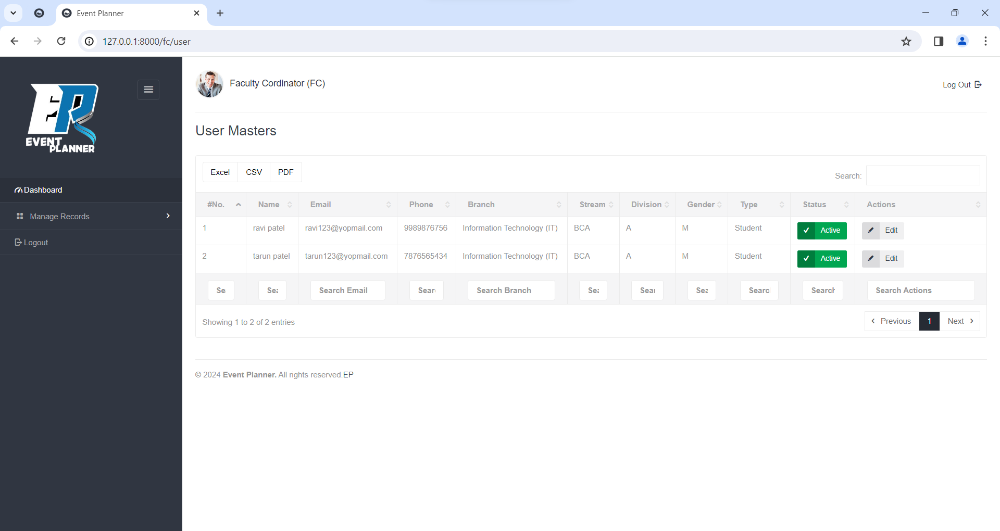 Event Planner
127.0.0.1:8000/fc/user
EVENT
PLANNER
Faculty Cordinator (FC)
Log Out
Dashboard
Manage Records
Logout
User Masters
Excel CSV PDF
Search:
#No. Name Email Phone Branch Stream Division Gender Type Status Actions
1 ravi patel ravi123@yopmail.com 9989876756 Information Technology (IT) BCA A M Student Active Edit
2 tarun patel tarun123@yopmail.com 7876565434 Information Technology (IT) BCA A M Student Active Edit
Se Sea Search Email Sear Search Branch Sea Sear Sea Searc Search Search Actions
Showing 1 to 2 of 2 entries
Previous 1 Next
© 2024 Event Planner. All rights reserved.EP